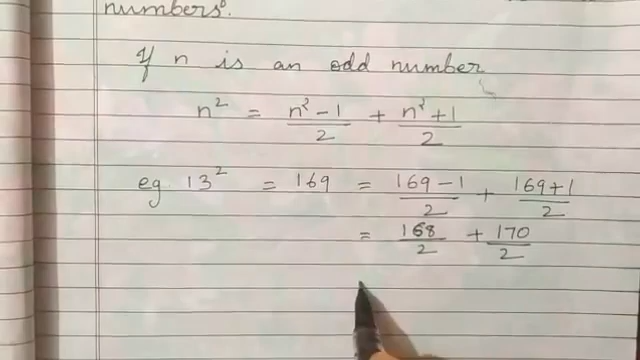 numbers.
If n is an odd number
n² = (n²-1)/2 + (n²+1)/2
eg. 13² = 169 = (169-1)/2 + (169+1)/2
= 168/2 + 170/2